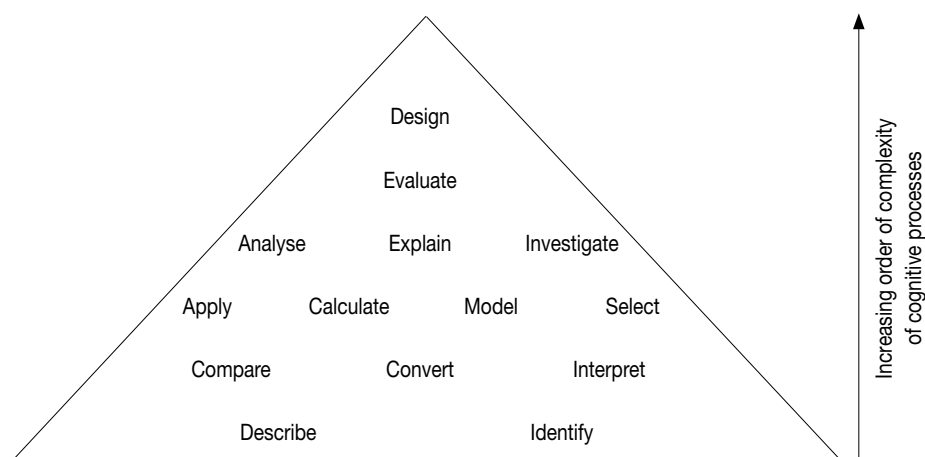 Design
Evaluate
Analyse Explain Investigate
Apply Calculate Model Select
Compare Convert Interpret
Describe Identify
Increasing order of complexity
of cognitive processes